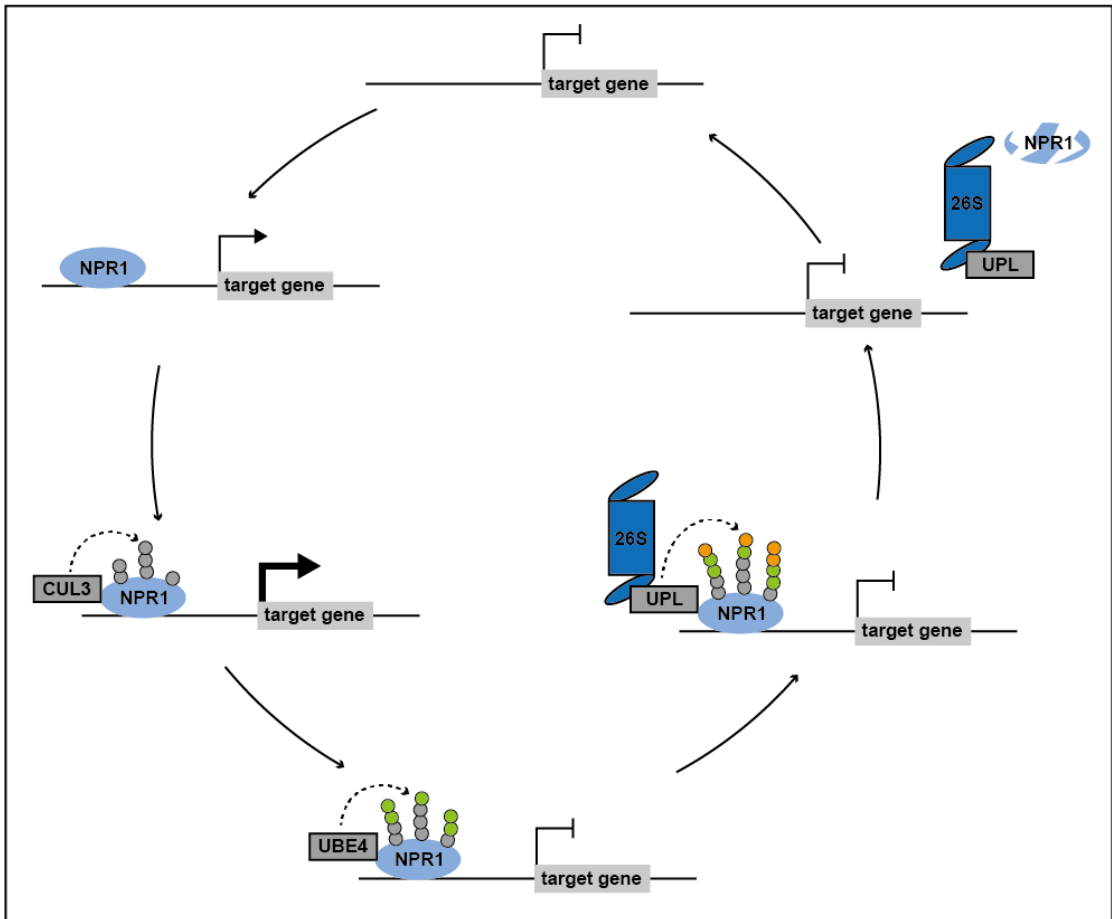 target gene
NPR1
26S
UPL
NPR1
target gene
target gene
26S
CUL3
NPR1
target gene
UPL
NPR1
target gene
UBE4
NPR1
target gene